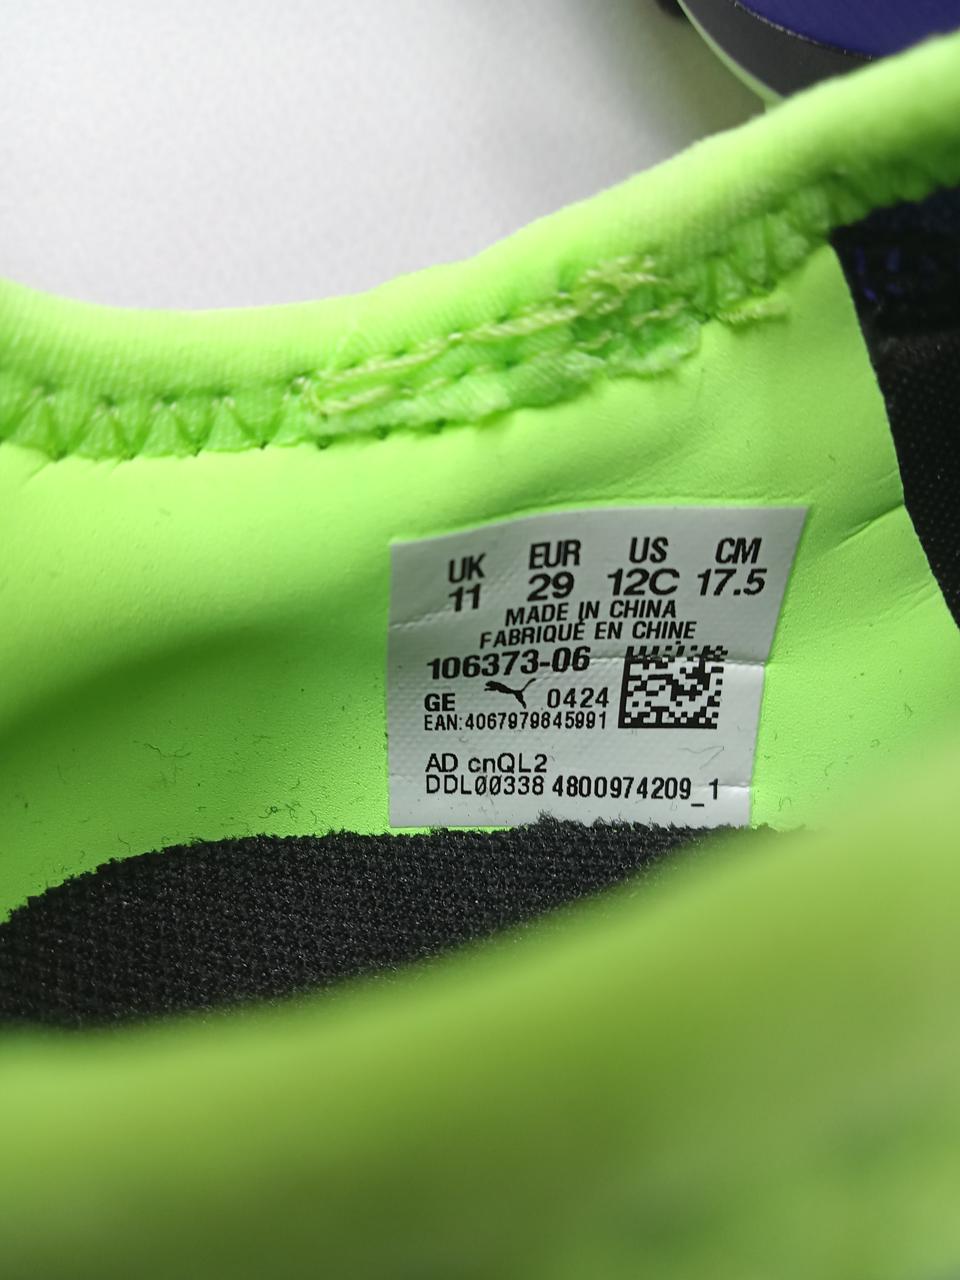 UK EUR US CM
11 29 12C 17.5
MADE IN CHINA
FABRIQUÉ EN CHINE
106373-06
GE 0424
EAN:4067979845991
AD cnQL2
DDL00338 4800974209_1